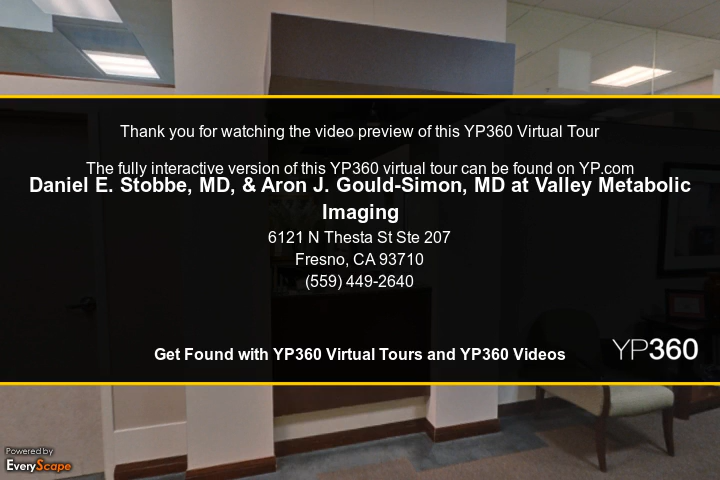 Thank you for watching the video preview of this YP360 Virtual Tour
The fully interactive version of this YP360 virtual tour can be found on YP.com
Daniel E. Stobbe, MD, & Aron J. Gould-Simon, MD at Valley Metabolic
Imaging
6121 N Thesta St Ste 207
Fresno, CA 93710
(559) 449-2640
Get Found with YP360 Virtual Tours and YP360 Videos
YP360
Powered by
EveryScape